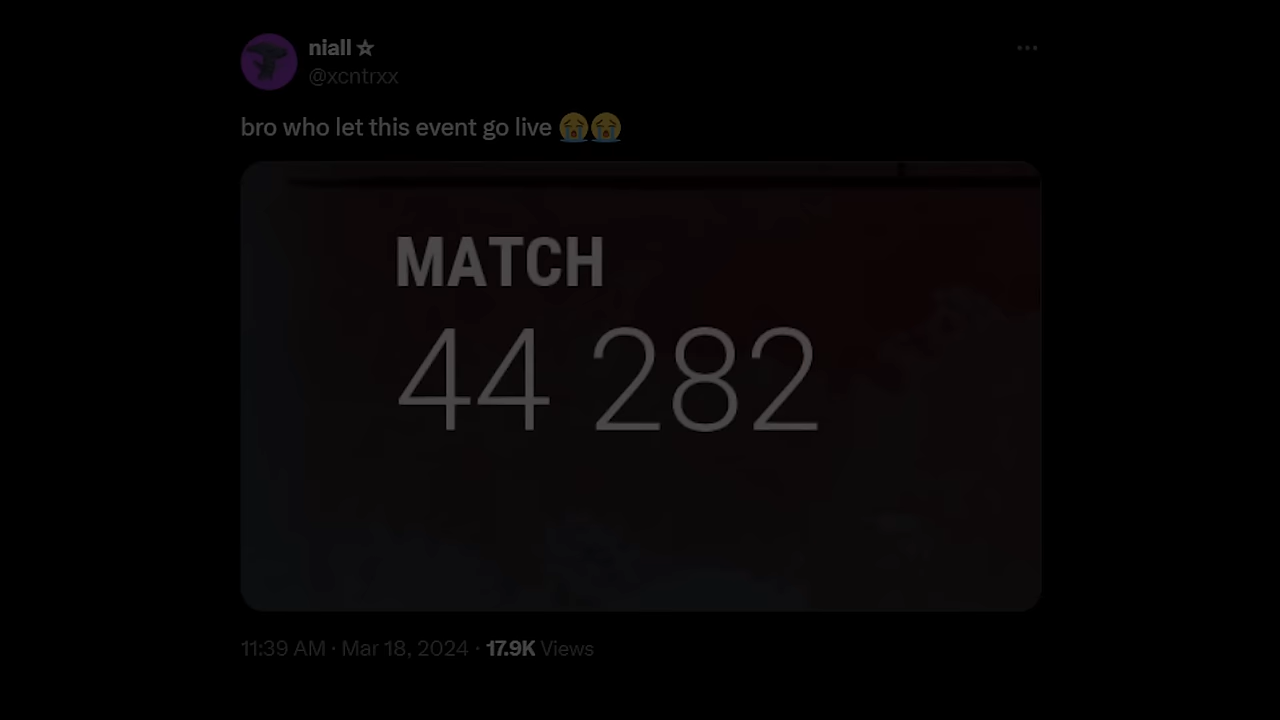 niall ☆
@xcntrxx
bro who let this event go live 😭😭
MATCH
44 282
11:39 AM · Mar 18, 2024 · 17.9K Views